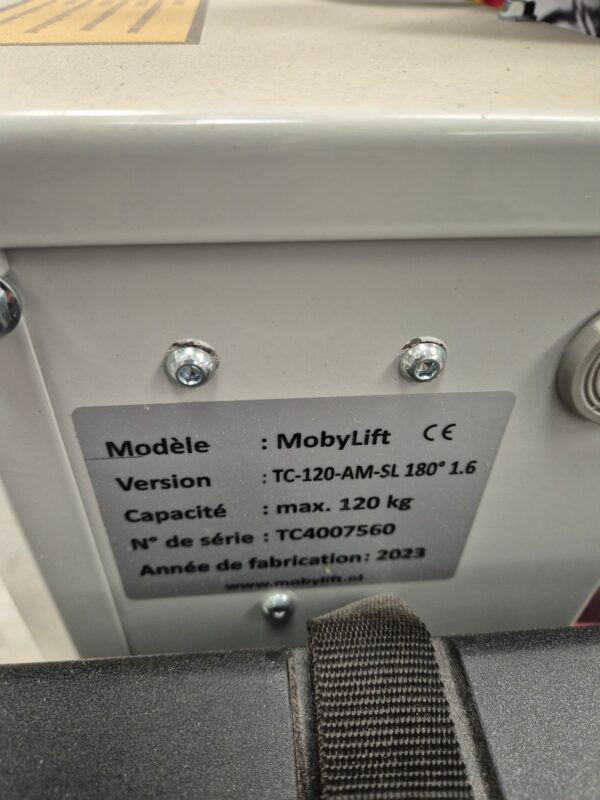 Modèle : MobyLift CE
Version : TC-120-AM-SL 180° 1.6
Capacité : max. 120 kg
N° de série : TC4007560
Année de fabrication : 2023
www.mobylift.nl